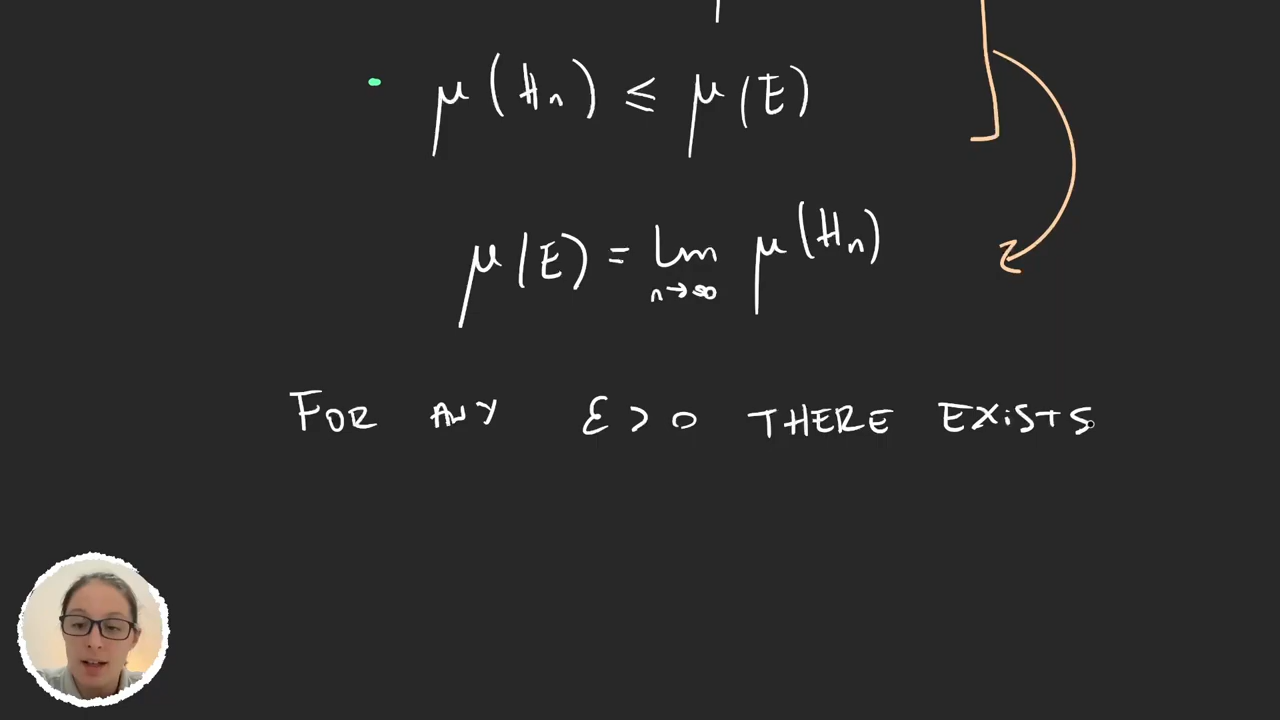 μ(Hn) ≤ μ(E)
μ(E) = lim n→∞ μ(Hn)
FOR ANY ε > 0 THERE EXISTS